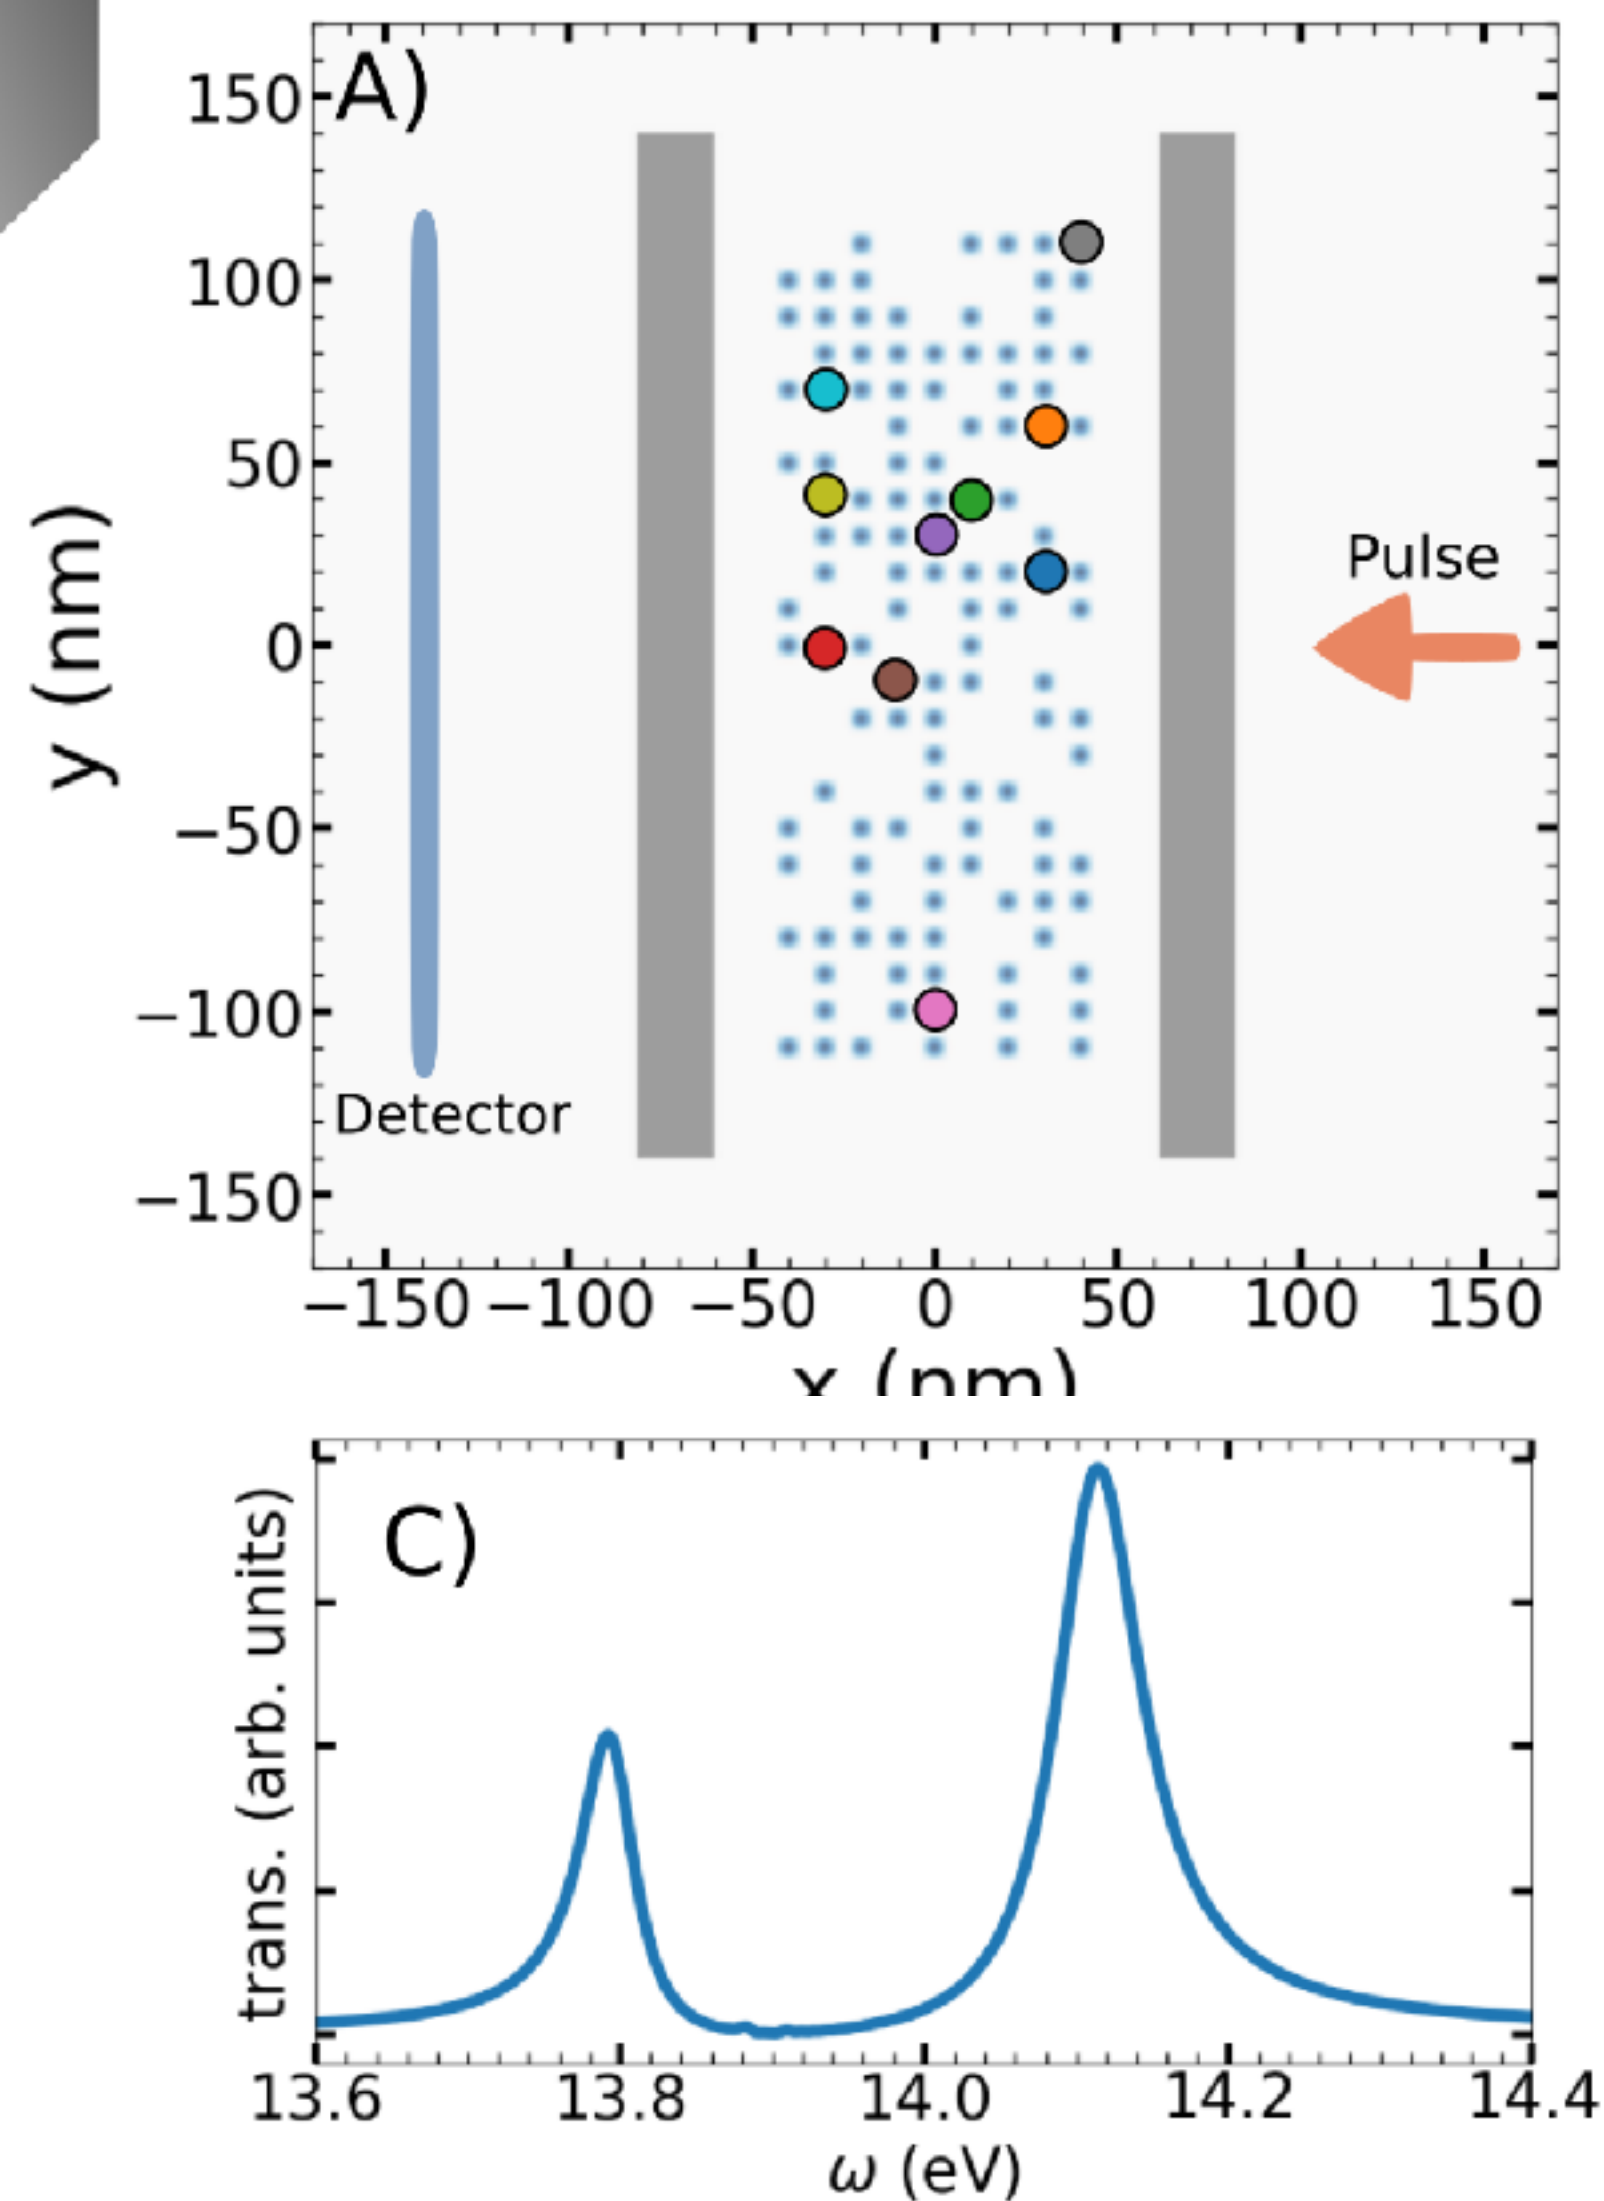 A)
150
100
50
0
−50
−100
−150
y (nm)
Pulse
Detector
−150 −100 −50 0 50 100 150
x (nm)
C)
trans. (arb. units)
13.6 13.8 14.0 14.2 14.4
ω (eV)